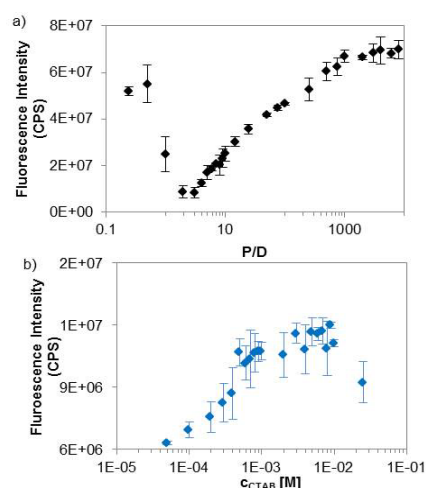 a)
Fluorescence Intensity
(CPS)
8E+07
6E+07
4E+07
2E+07
0E+00
0.1
10
1000
P/D
b)
Fluroescence Intensity
(CPS)
2E+07
1E+07
9E+06
6E+06
1E-05
1E-04
1E-03
1E-02
1E-01
cCTAB [M]